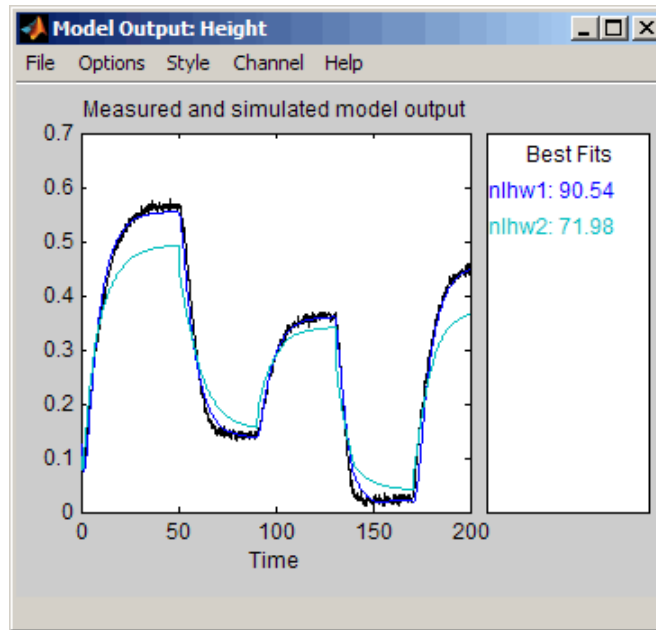 Model Output: Height
File Options Style Channel Help
Measured and simulated model output
0.7
0.6
0.5
0.4
0.3
0.2
0.1
0
0 50 100 150 200
Time
Best Fits
nlhw1: 90.54
nlhw2: 71.98